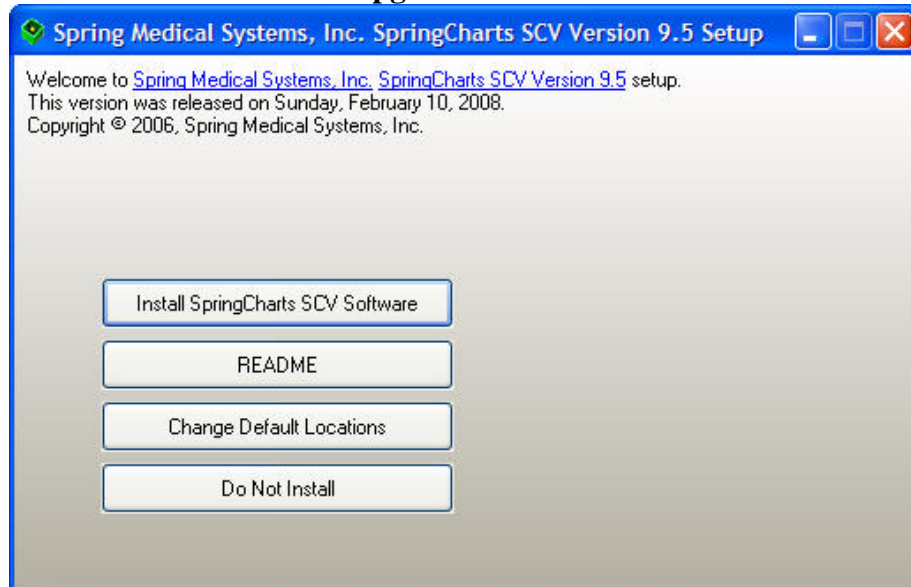 Spring Medical Systems, Inc. SpringCharts SCV Version 9.5 Setup
Welcome to Spring Medical Systems, Inc. SpringCharts SCV Version 9.5 setup.
This version was released on Sunday, February 10, 2008.
Copyright © 2006, Spring Medical Systems, Inc.
Install SpringCharts SCV Software
README
Change Default Locations
Do Not Install